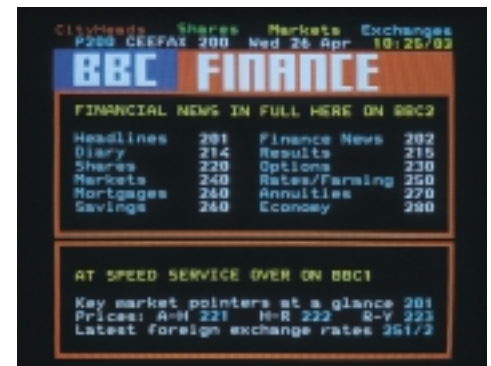 CityHeads Shares Markets Exchanges
P200 CEEFAX 200 Wed 26 Apr 10:25/03
BBC FINANCE
FINANCIAL NEWS IN FULL HERE ON BBC2
Headlines 201 Finance News 202
Diary 214 Results 215
Shares 220 Options 230
Markets 240 Rates/Farming 250
Mortgages 260 Annuities 270
Savings 260 Economy 280
AT SPEED SERVICE OVER ON BBC1
Key market pointers at a glance 201
Prices: A-H 221 H-R 222 R-Y 223
Latest foreign exchange rates 251/2